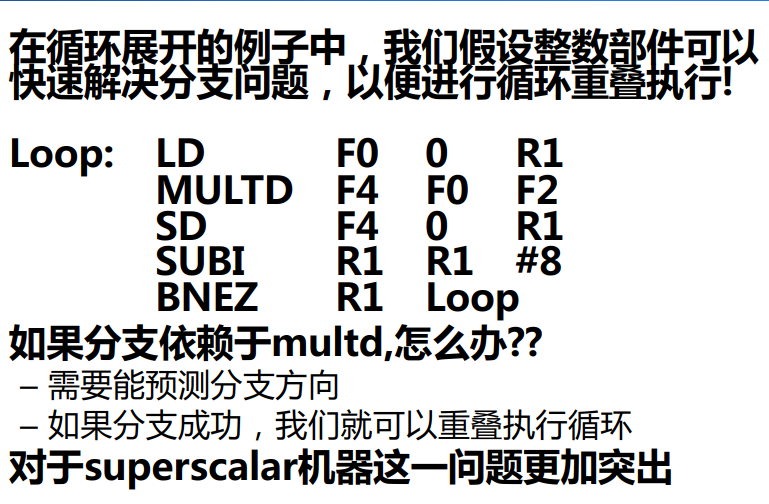 在循环展开的例子中，我们假设整数部件可以
快速解决分支问题，以便进行循环重叠执行!
Loop: LD F0 0 R1
MULTD F4 F0 F2
SD F4 0 R1
SUBI R1 R1 #8
BNEZ R1 Loop
如果分支依赖于multd,怎么办??
– 需要能预测分支方向
– 如果分支成功，我们就可以重叠执行循环
对于superscalar机器这一问题更加突出